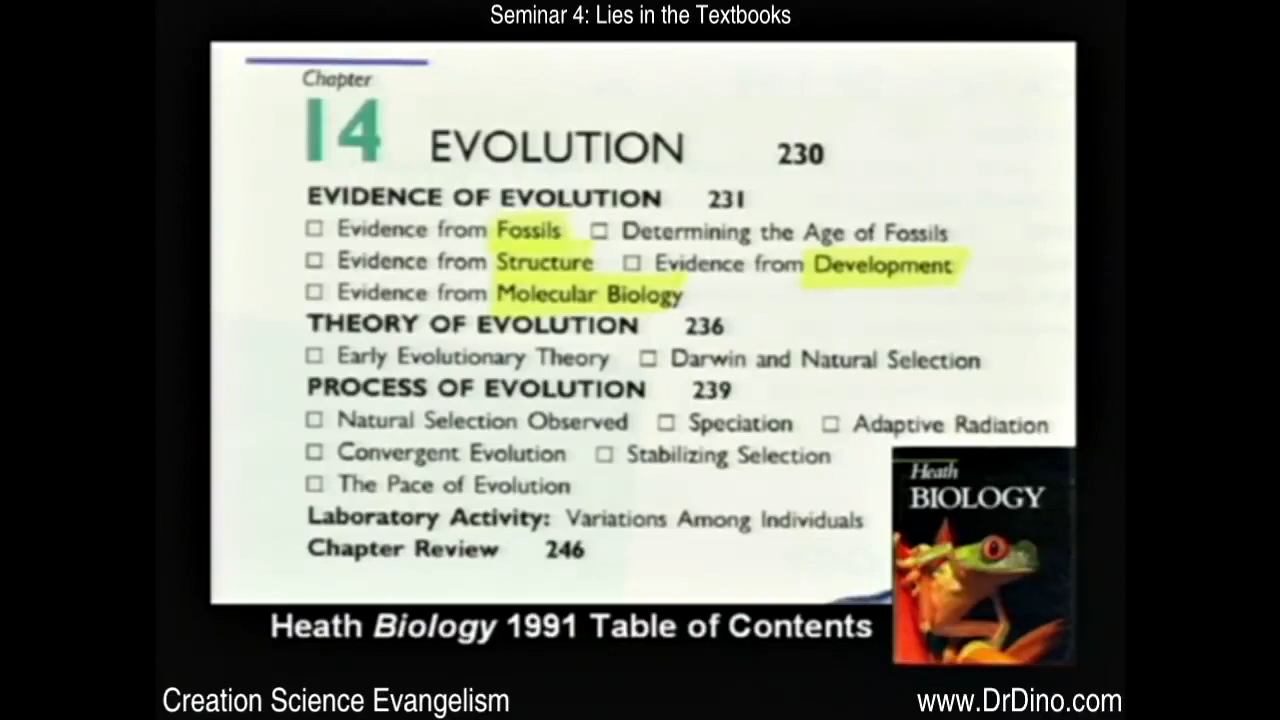 Seminar 4: Lies in the Textbooks
Chapter
14 EVOLUTION 230
EVIDENCE OF EVOLUTION 231
□ Evidence from Fossils □ Determining the Age of Fossils
□ Evidence from Structure □ Evidence from Development
□ Evidence from Molecular Biology
THEORY OF EVOLUTION 236
□ Early Evolutionary Theory □ Darwin and Natural Selection
PROCESS OF EVOLUTION 239
□ Natural Selection Observed □ Speciation □ Adaptive Radiation
□ Convergent Evolution □ Stabilizing Selection
□ The Pace of Evolution
Laboratory Activity: Variations Among Individuals
Chapter Review 246
Heath
BIOLOGY
Heath Biology 1991 Table of Contents
Creation Science Evangelism
www.DrDino.com